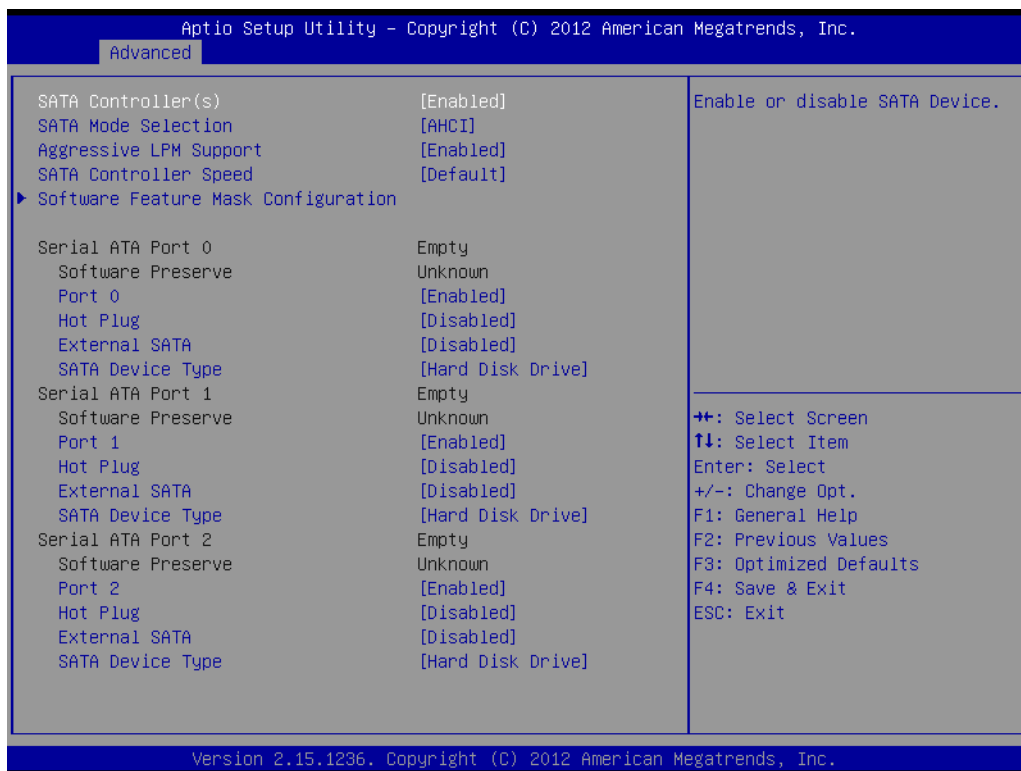 Aptio Setup Utility – Copyright (C) 2012 American Megatrends, Inc.
Advanced
SATA Controller(s) [Enabled]
SATA Mode Selection [AHCI]
Aggressive LPM Support [Enabled]
SATA Controller Speed [Default]
Software Feature Mask Configuration
Serial ATA Port 0 Empty
Software Preserve Unknown
Port 0 [Enabled]
Hot Plug [Disabled]
External SATA [Disabled]
SATA Device Type [Hard Disk Drive]
Serial ATA Port 1 Empty
Software Preserve Unknown
Port 1 [Enabled]
Hot Plug [Disabled]
External SATA [Disabled]
SATA Device Type [Hard Disk Drive]
Serial ATA Port 2 Empty
Software Preserve Unknown
Port 2 [Enabled]
Hot Plug [Disabled]
External SATA [Disabled]
SATA Device Type [Hard Disk Drive]
Enable or disable SATA Device.
→←: Select Screen
↑↓: Select Item
Enter: Select
+/-: Change Opt.
F1: General Help
F2: Previous Values
F3: Optimized Defaults
F4: Save & Exit
ESC: Exit
Version 2.15.1236. Copyright (C) 2012 American Megatrends, Inc.